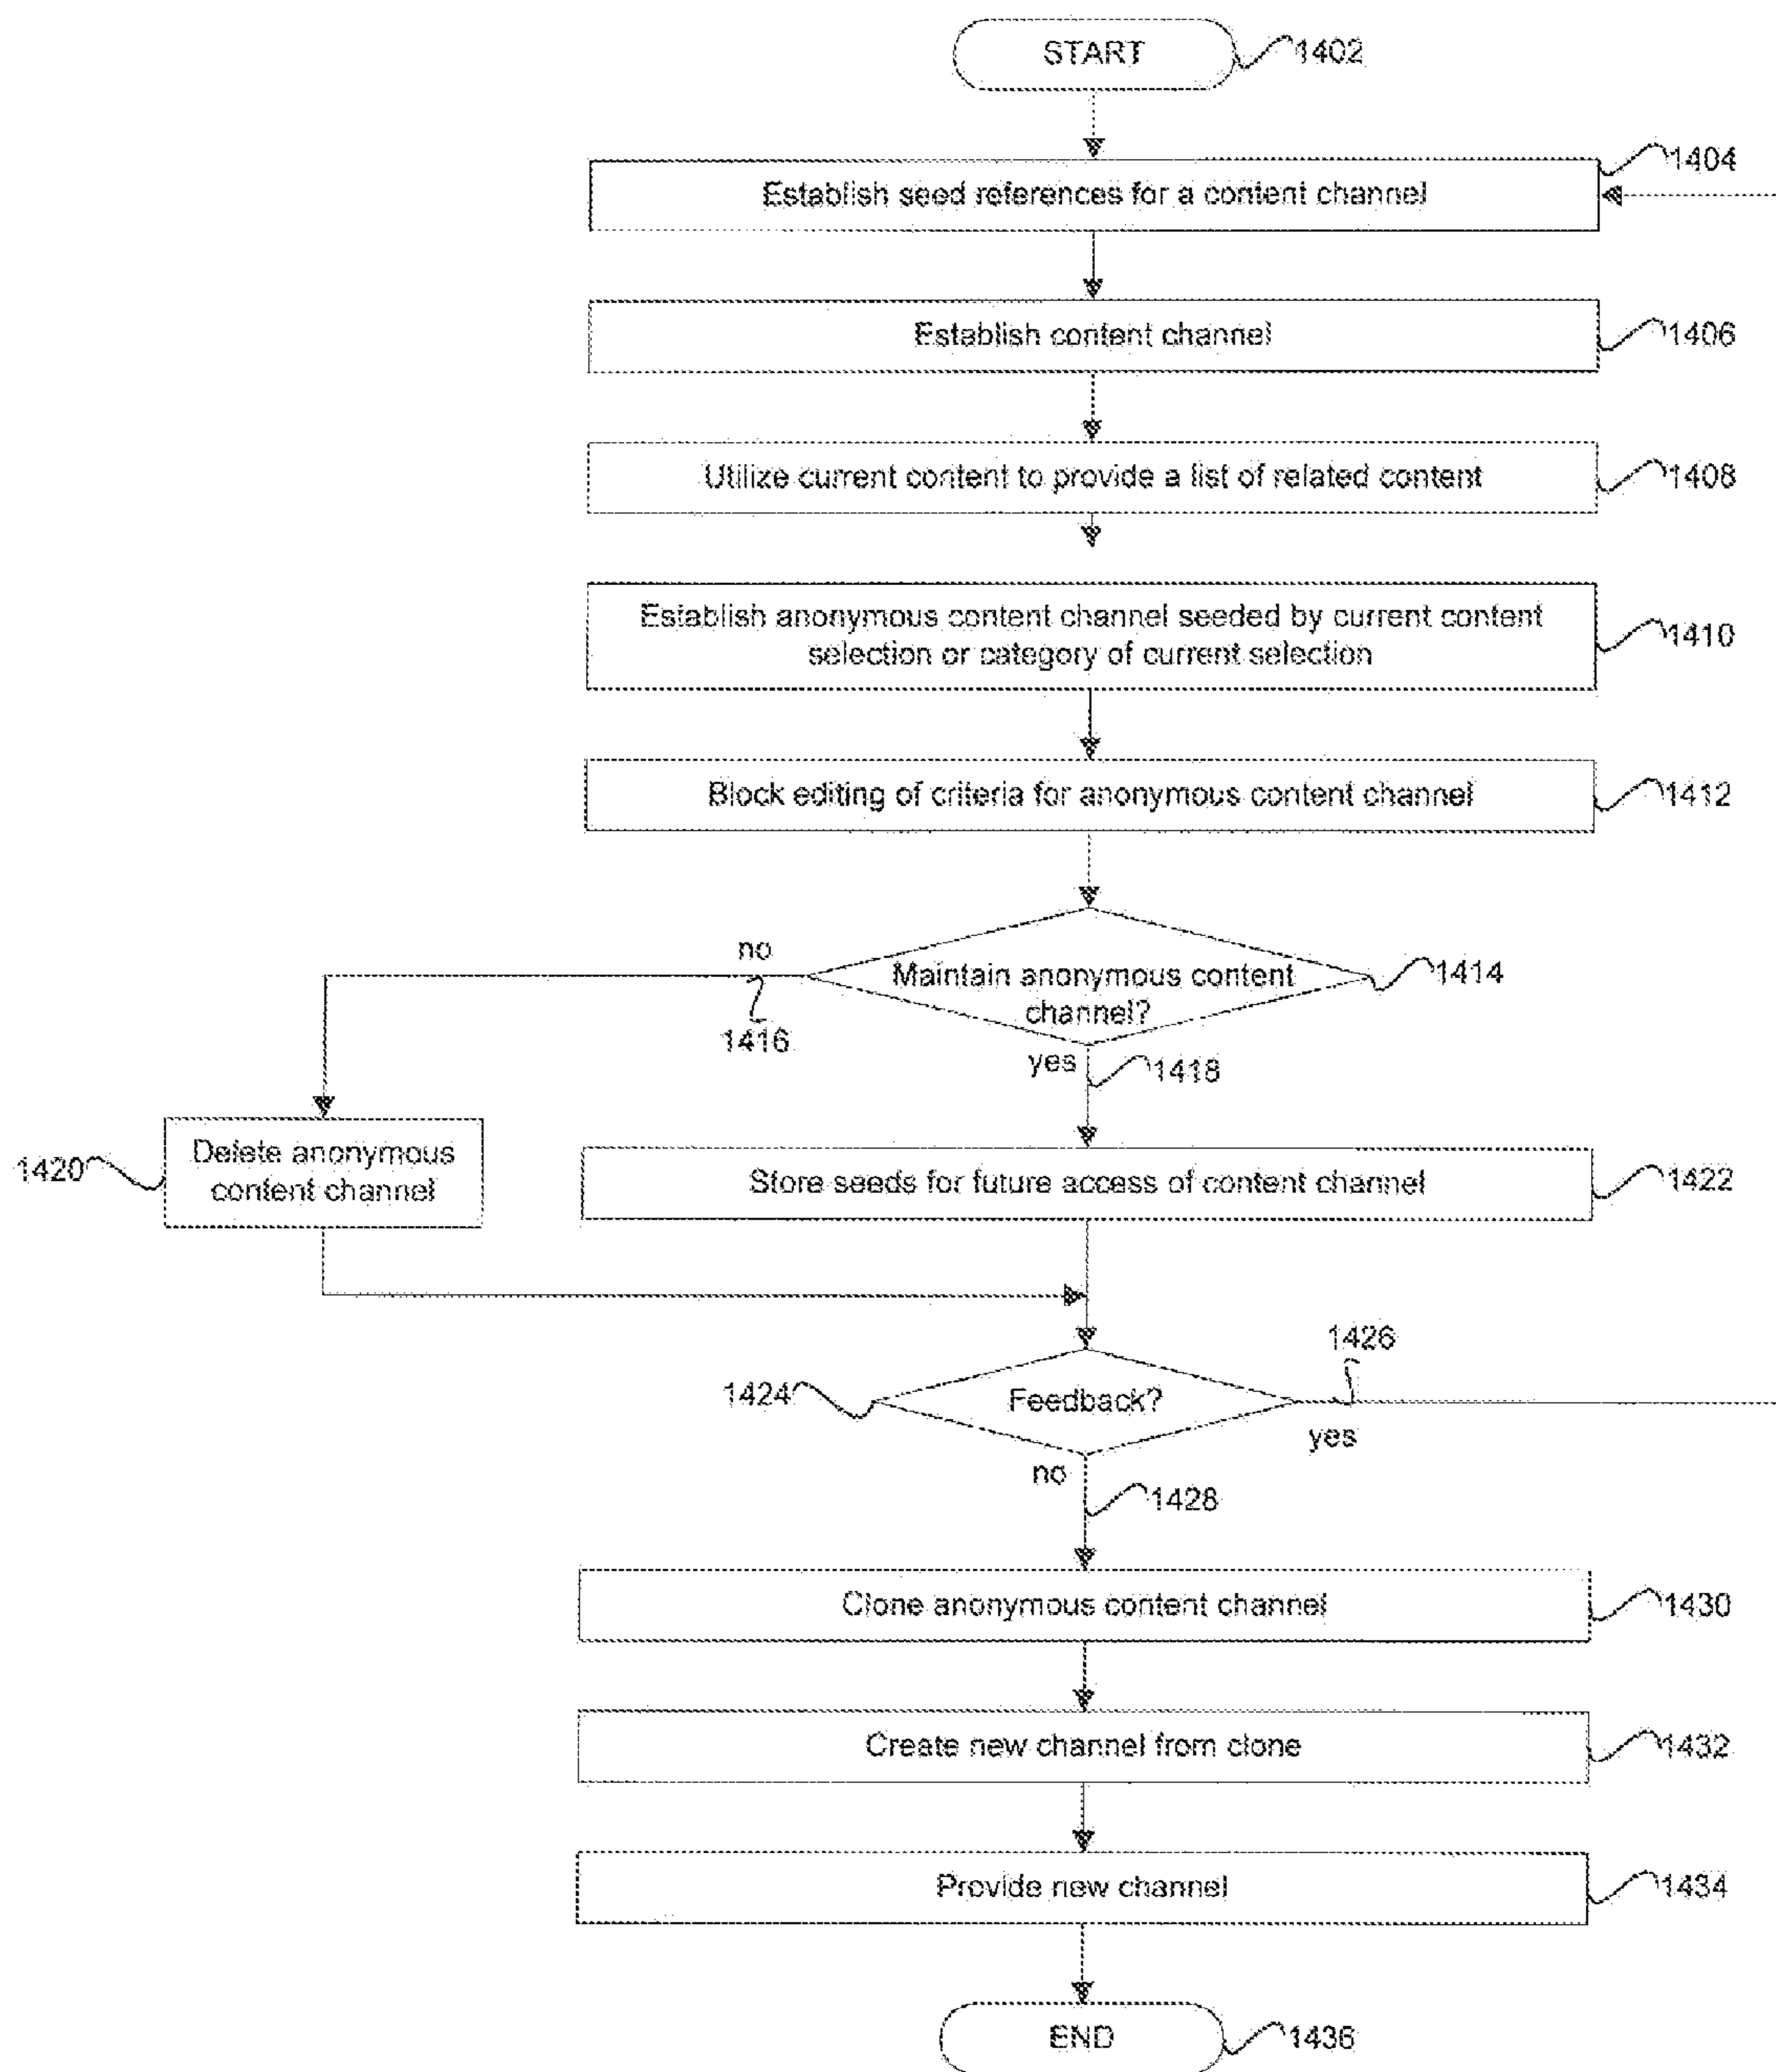 START
1402
1404
Establish seed references for a content channel
Establish content channel
1406
Utilize current content to provide a list of related content
1408
Establish anonymous content channel seeded by current content
selection or category of current selection
1410
Block editing of criteria for anonymous content channel
1412
no
Maintain anonymous content
channel?
1414
1416
yes
1418
Delete anonymous
content channel
1420
Store seeds for future access of content channel
1422
1426
1424
Feedback?
yes
no
1428
Clone anonymous content channel
1430
Create new channel from clone
1432
Provide new channel
1434
END
1436